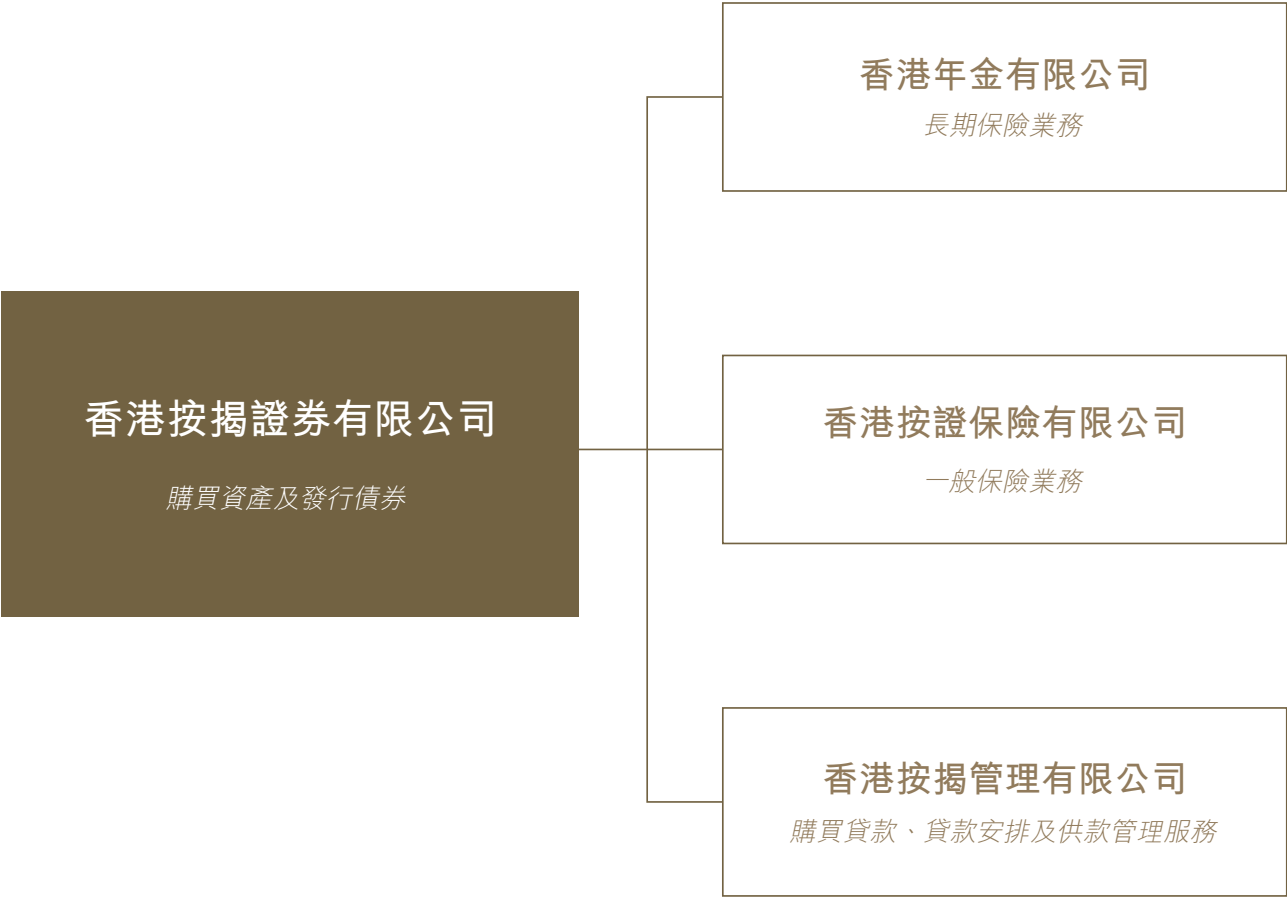 香港年金有限公司
長期保險業務
香港按揭證券有限公司
購買資產及發行債券
香港按證保險有限公司
一般保險業務
香港按揭管理有限公司
購買貸款、貸款安排及供款管理服務